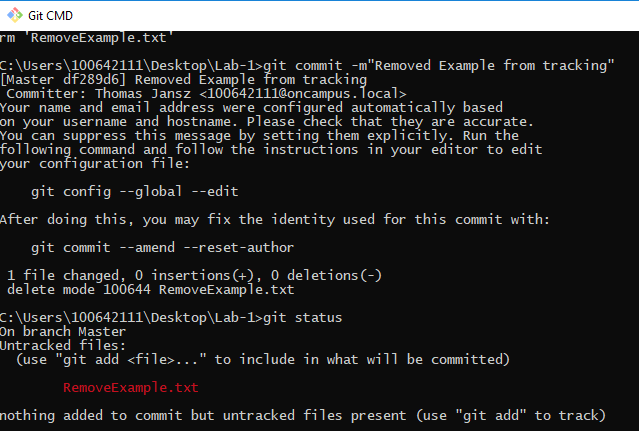 Git CMD
rm 'RemoveExample.txt'
C:\Users\100642111\Desktop\Lab-1>git commit -m"Removed Example from tracking"
[Master df289d6] Removed Example from tracking
Committer: Thomas Jansz <100642111@oncampus.local>
Your name and email address were configured automatically based
on your username and hostname. Please check that they are accurate.
You can suppress this message by setting them explicitly. Run the
following command and follow the instructions in your editor to edit
your configuration file:
git config --global --edit
After doing this, you may fix the identity used for this commit with:
git commit --amend --reset-author
1 file changed, 0 insertions(+), 0 deletions(-)
delete mode 100644 RemoveExample.txt
C:\Users\100642111\Desktop\Lab-1>git status
On branch Master
Untracked files:
(use "git add <file>..." to include in what will be committed)
RemoveExample.txt
nothing added to commit but untracked files present (use "git add" to track)